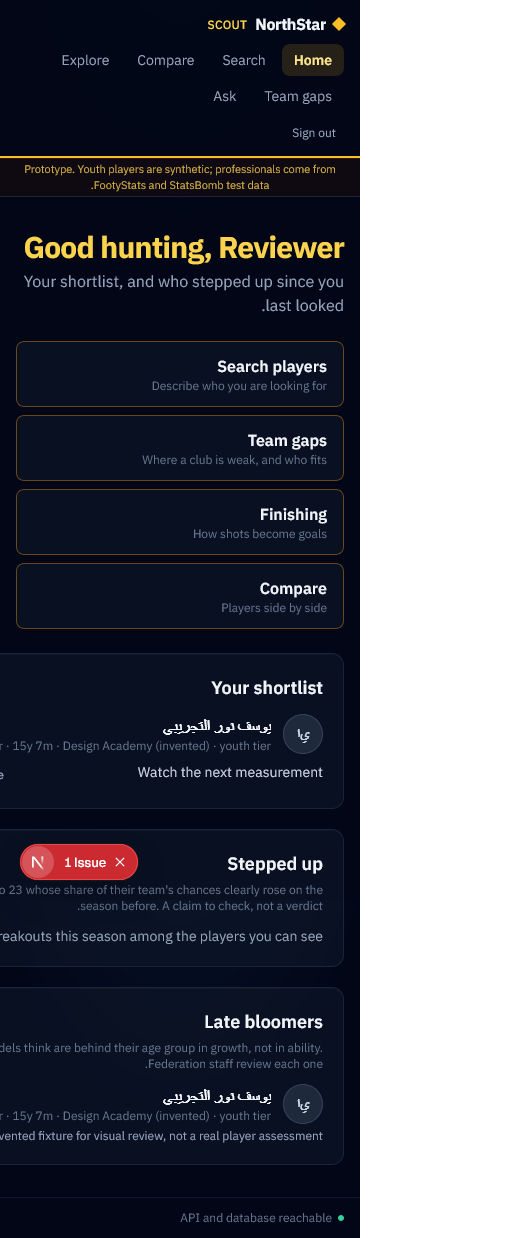 NorthStar SCOUT
Home Search Compare Explore
Team gaps Ask
Sign out
Prototype. Youth players are synthetic; professionals come from
FootyStats and StatsBomb test data.
Good hunting, Reviewer
Your shortlist, and who stepped up since you
last looked.
Search players
Describe who you are looking for
Team gaps
Where a club is weak, and who fits
Finishing
How shots become goals
Compare
Players side by side
Your shortlist
يا
يوسف نور التجريبي
· 15y 7m · Design Academy (invented) · youth tier
Watch the next measurement
Stepped up
1 Issue
23 whose share of their team's chances clearly rose on the
season before. A claim to check, not a verdict.
this season among the players you can see
Late bloomers
think are behind their age group in growth, not in ability.
Federation staff review each one.
يا
يوسف نور التجريبي
· 15y 7m · Design Academy (invented) · youth tier
fixture for visual review, not a real player assessment
API and database reachable